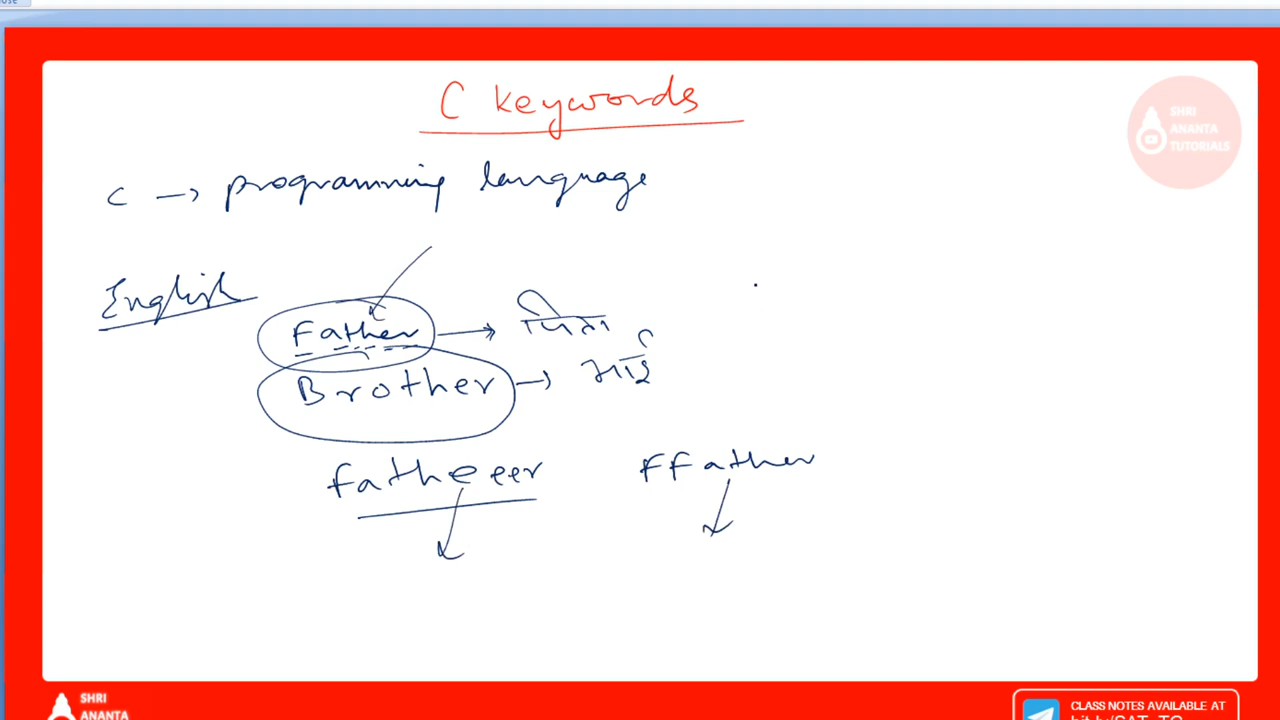 C keywords
SHRI
ANANTA
TUTORIALS
c → programming language
English
Father → पिता
Brother → भाई
fatheeer FFather
SHRI
ANANTA
CLASS NOTES AVAILABLE AT